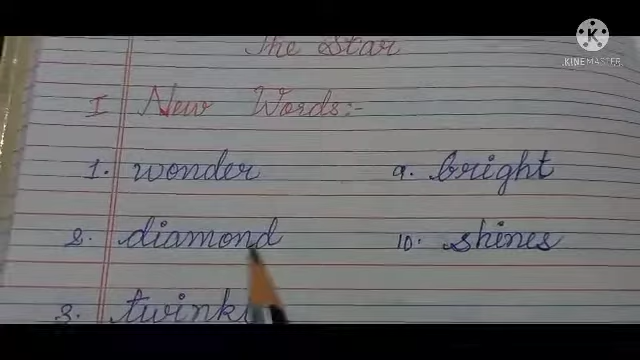 KINEMASTER
The Star
I New Words:-
1. wonder
9. bright
2. diamond
10. shines
3.